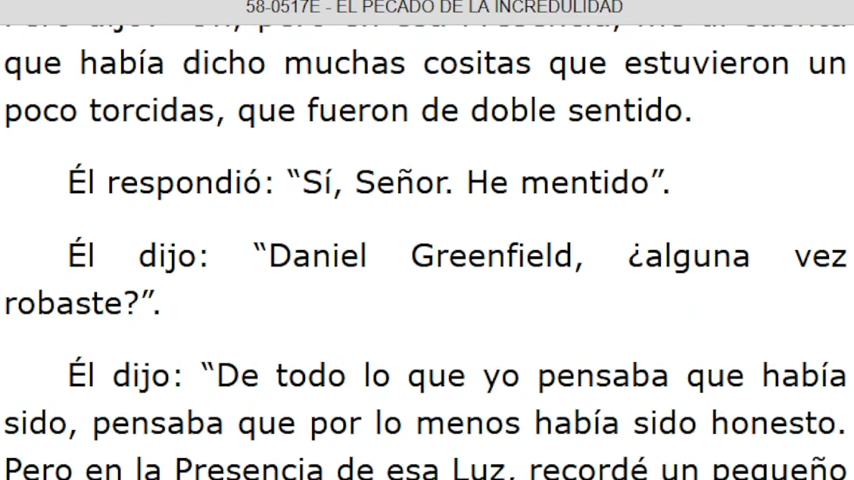 58-0517E - EL PECADO DE LA INCREDULIDAD
que había dicho muchas cositas que estuvieron un
poco torcidas, que fueron de doble sentido.
Él respondió: “Sí, Señor. He mentido”.
Él dijo: “Daniel Greenfield, ¿alguna vez
robaste?”.
Él dijo: “De todo lo que yo pensaba que había
sido, pensaba que por lo menos había sido honesto.
Pero en la Presencia de esa Luz, recordé un pequeño